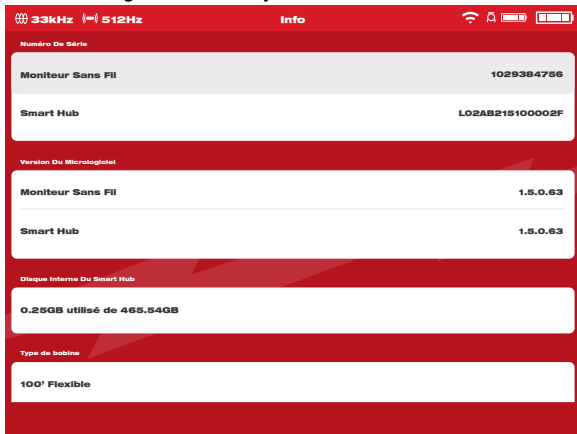 33kHz 512Hz Info
Numéro De Série
Moniteur Sans Fil 1029384756
Smart Hub L02AB215100002F
Version Du Micrologiciel
Moniteur Sans Fil 1.5.0.63
Smart Hub 1.5.0.63
Disque Interne Du Smart Hub
0.25GB utilisé de 465.54GB
Type de bobine
100' Flexible